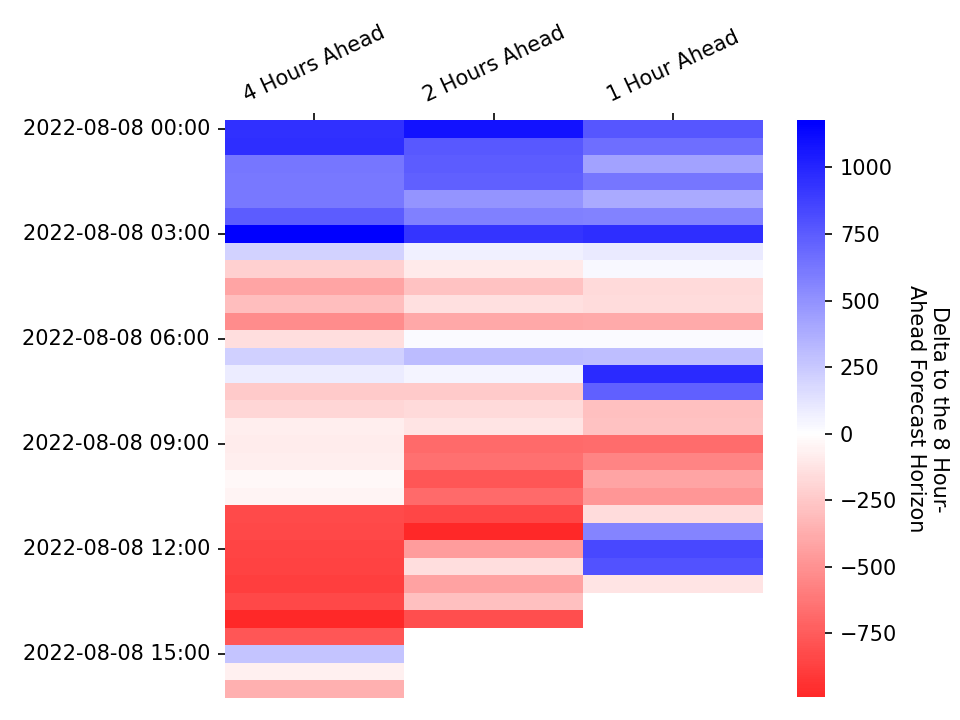 4 Hours Ahead
2 Hours Ahead
1 Hour Ahead
2022-08-08 00:00
2022-08-08 03:00
2022-08-08 06:00
2022-08-08 09:00
2022-08-08 12:00
2022-08-08 15:00
1000
750
500
250
0
−250
−500
−750
Delta to the 8 Hour-
Ahead Forecast Horizon